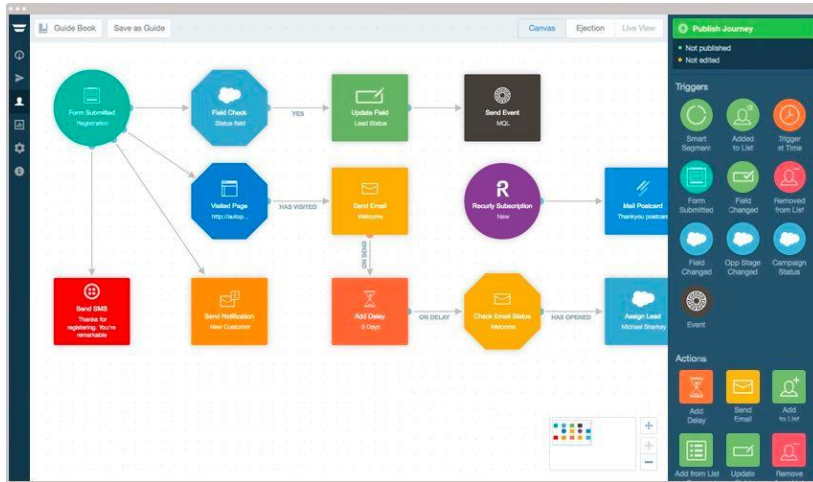 Guide Book
Save as Guide
Canvas
Ejection
Live View
Publish Journey
Not published
Not edited
Form Submitted
Registration
Field Check
Status field
YES
Update Field
Lead Status
Send Event
MQL
Visited Page
http://autop...
HAS VISITED
Send Email
Welcome
Recurly Subscription
New
Mail Postcard
Thankyou postcard
ON SEND
Send SMS
Thanks for
registering. You're
remarkable
Send Notification
New Customer
Add Delay
3 Days
ON DELAY
Check Email Status
Welcome
HAS OPENED
Assign Lead
Michael Sharkey
Triggers
Smart
Segment
Added
to List
Trigger
at Time
Form
Submitted
Field
Changed
Removed
from List
Field
Changed
Opp Stage
Changed
Campaign
Status
Event
Actions
Add
Delay
Send
Email
Add
to List
Add from List
Update
Remove